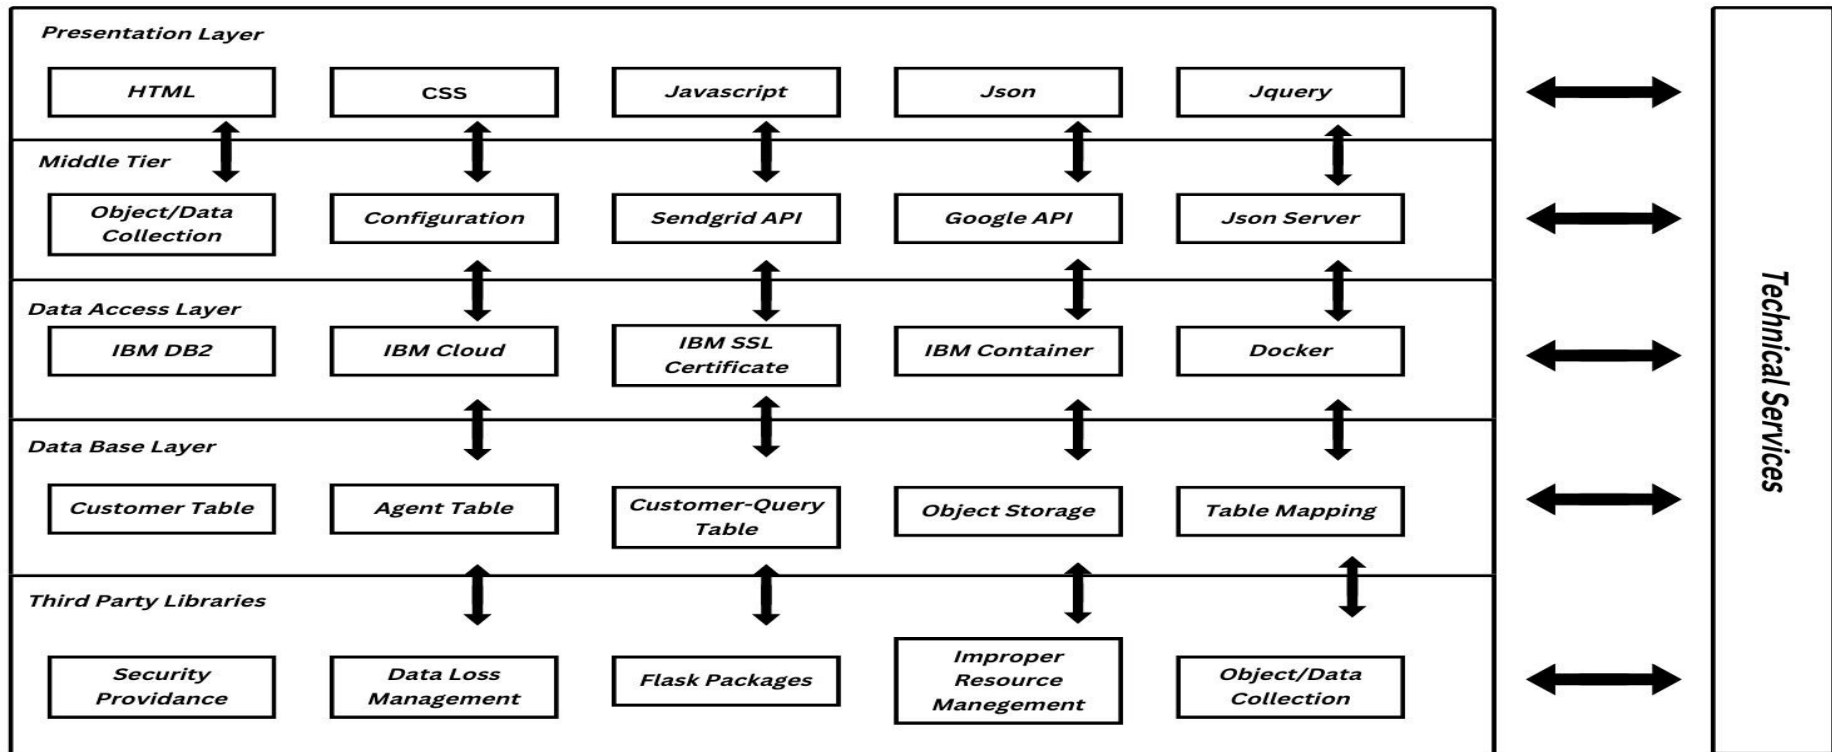 Presentation Layer
HTML
CSS
Javascript
Json
Jquery
Middle Tier
Object/Data
Collection
Configuration
Sendgrid API
Google API
Json Server
Data Access Layer
IBM DB2
IBM Cloud
IBM SSL
Certificate
IBM Container
Docker
Data Base Layer
Customer Table
Agent Table
Customer-Query
Table
Object Storage
Table Mapping
Third Party Libraries
Security
Providance
Data Loss
Management
Flask Packages
Improper
Resource
Manegement
Object/Data
Collection
Technical Services